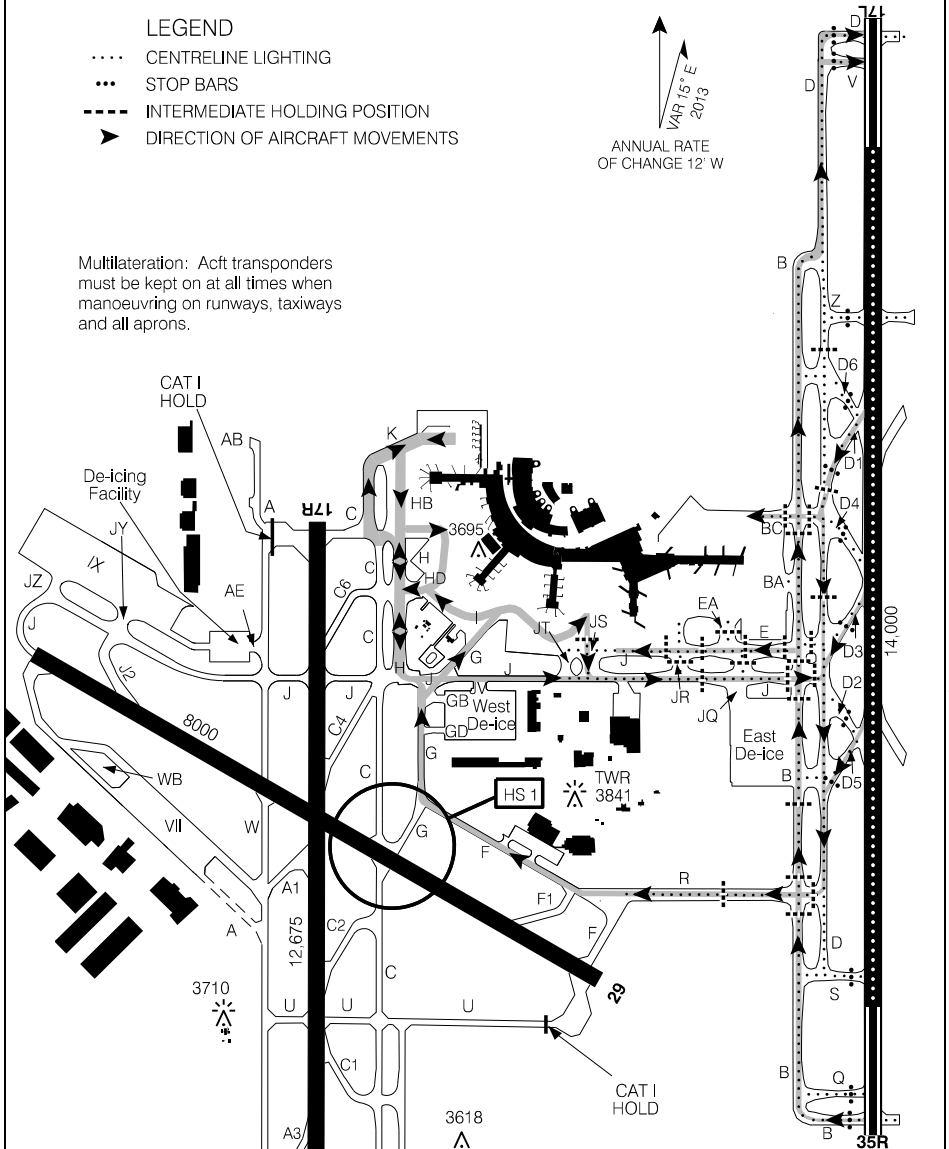 LEGEND
CENTRELINE LIGHTING
STOP BARS
INTERMEDIATE HOLDING POSITION
DIRECTION OF AIRCRAFT MOVEMENTS
VAR 15° E
2013
ANNUAL RATE
OF CHANGE 12' W
17L
D
V
D
Multilateration: Acft transponders
must be kept on at all times when
manoeuvring on runways, taxiways
and all aprons.
B
Z
D6
CAT I
HOLD
AB
K
De-icing
Facility
A
17R
C
HB
D1
D4
JY
IX
3695
BC
JZ
AE
C6
C
H
HD
BA
EA
J
C
I
JT
JS
E
D3
14,000
H
G
J
J
J2
J
J
J
JV
JR
JQ
J
D2
GB
West
De-ice
GD
8000
C4
East
De-ice
WB
C
G
HS 1
TWR
3841
B
D5
VII
W
G
F
A1
F1
R
A
12,675
C2
F
C
D
29
S
3710
U
U
U
C1
B
Q
CAT I
HOLD
A3
3618
B
35R